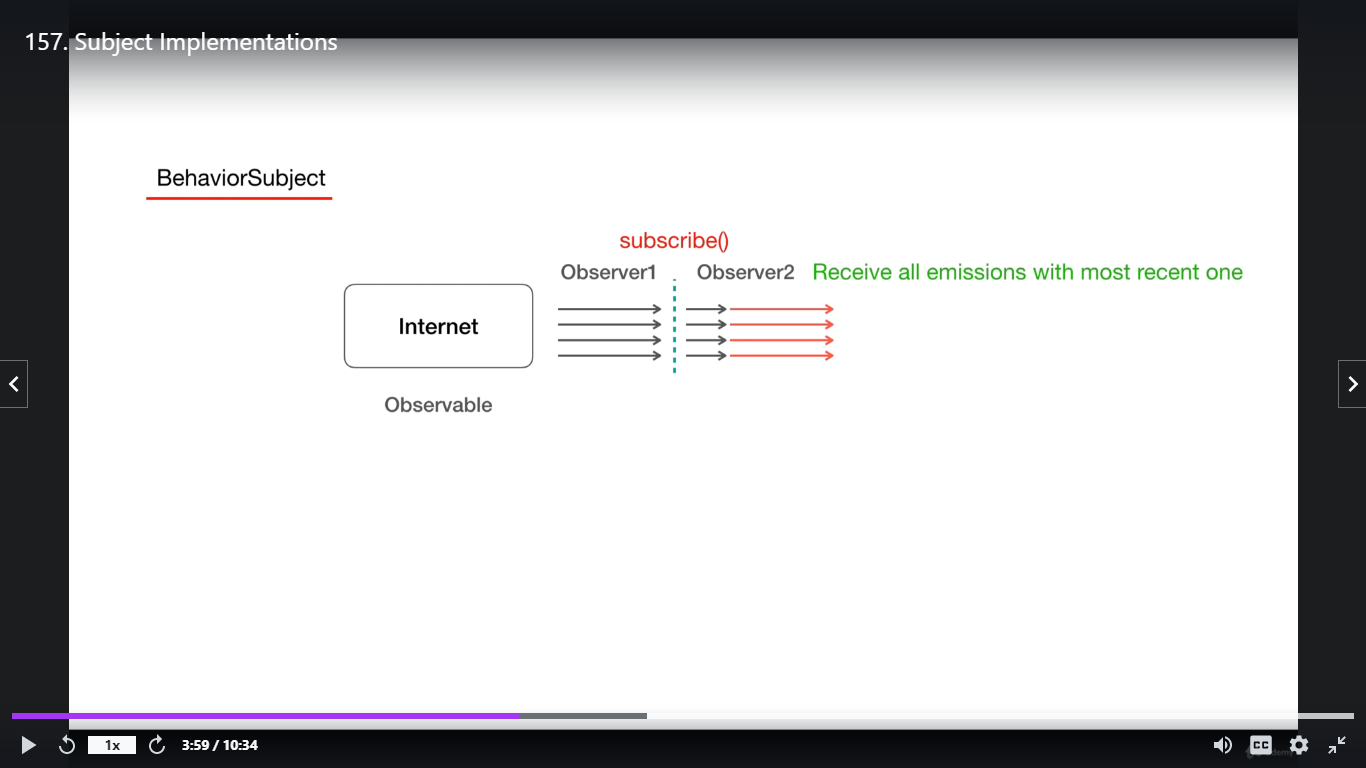 157. Subject Implementations
BehaviorSubject
subscribe()
Observer1
Observer2
Receive all emissions with most recent one
Internet
Observable
1x
3:59 / 10:34
CC